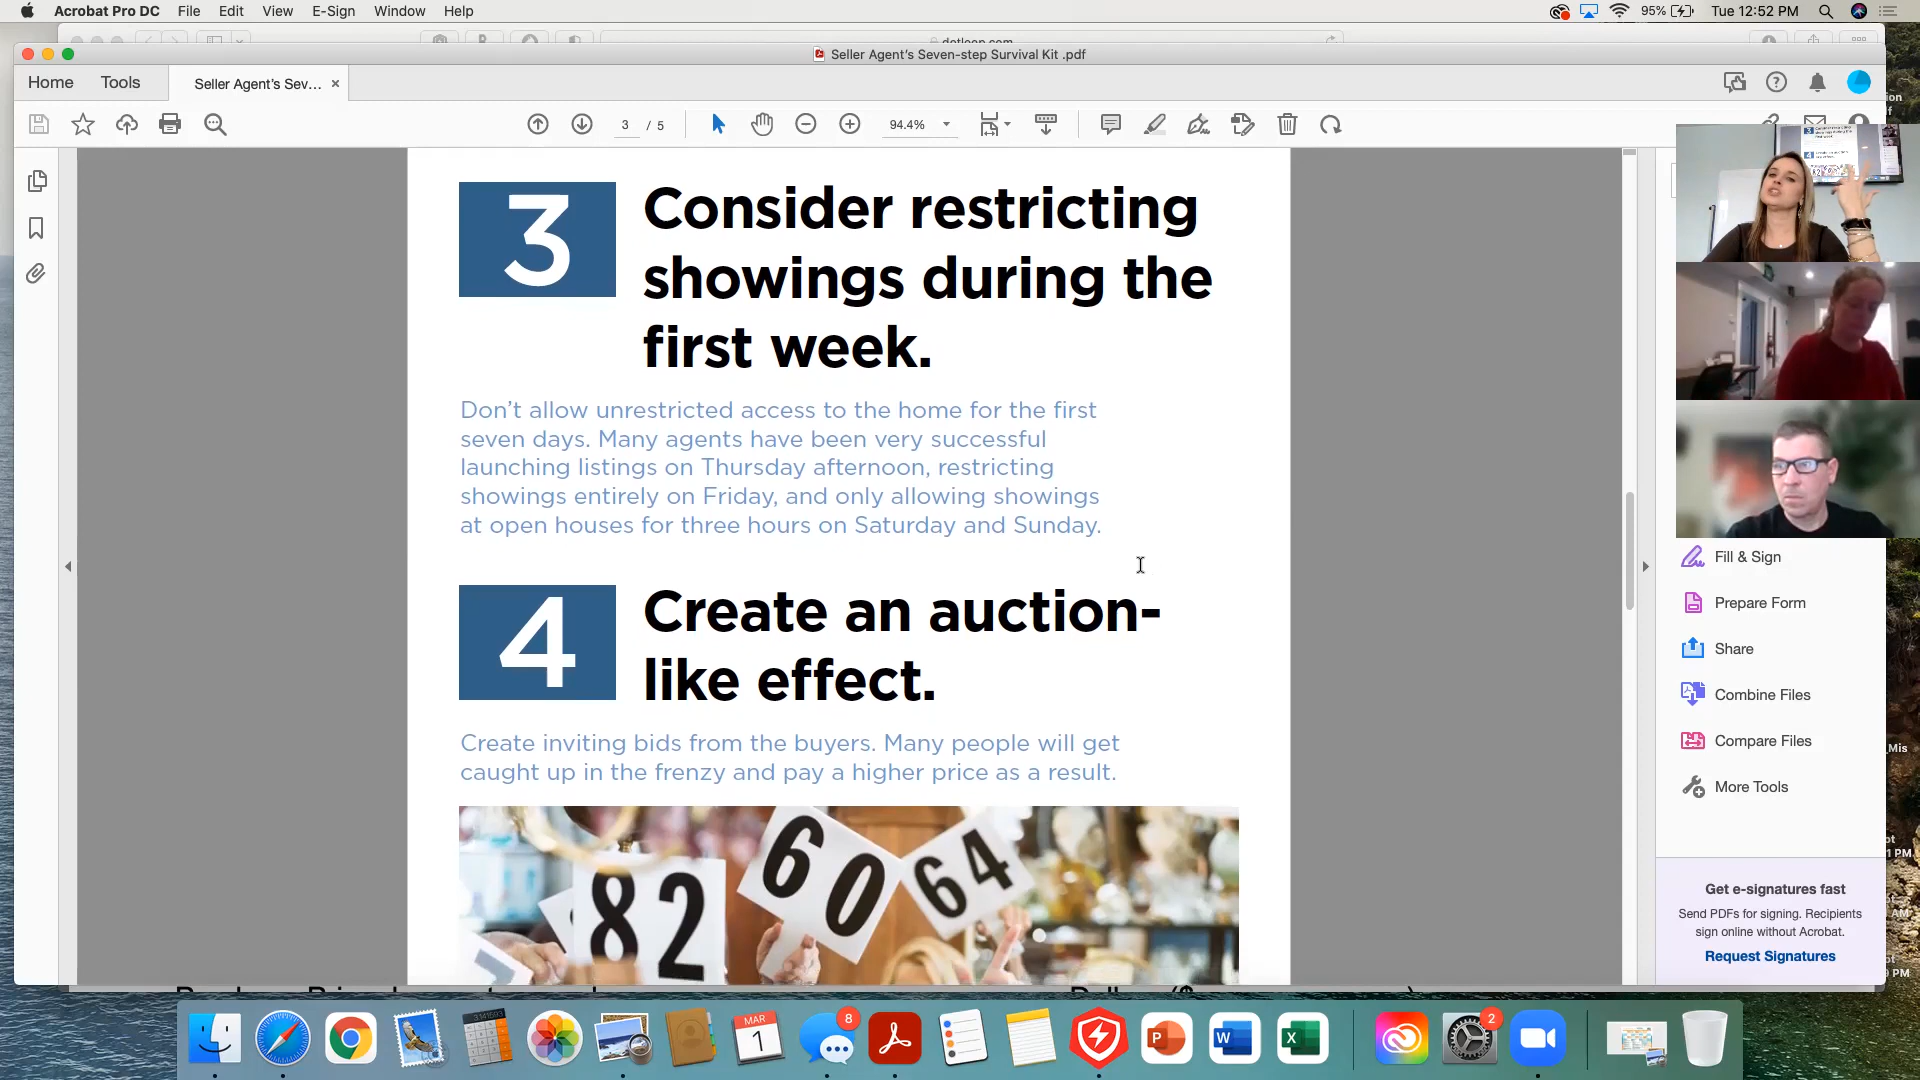 Acrobat Pro DC File Edit View E-Sign Window Help
95% Tue 12:52 PM
Seller Agent's Seven-step Survival Kit .pdf
Home Tools Seller Agent's Sev... ×
3 / 5 94.4%
3 Consider restricting
showings during the
first week.
Don't allow unrestricted access to the home for the first
seven days. Many agents have been very successful
launching listings on Thursday afternoon, restricting
showings entirely on Friday, and only allowing showings
at open houses for three hours on Saturday and Sunday.
4 Create an auction-
like effect.
Create inviting bids from the buyers. Many people will get
caught up in the frenzy and pay a higher price as a result.
82 60 64
Fill & Sign
Prepare Form
Share
Combine Files
Compare Files
More Tools
Get e-signatures fast
Send PDFs for signing. Recipients
sign online without Acrobat.
Request Signatures
MAR
1
8
2